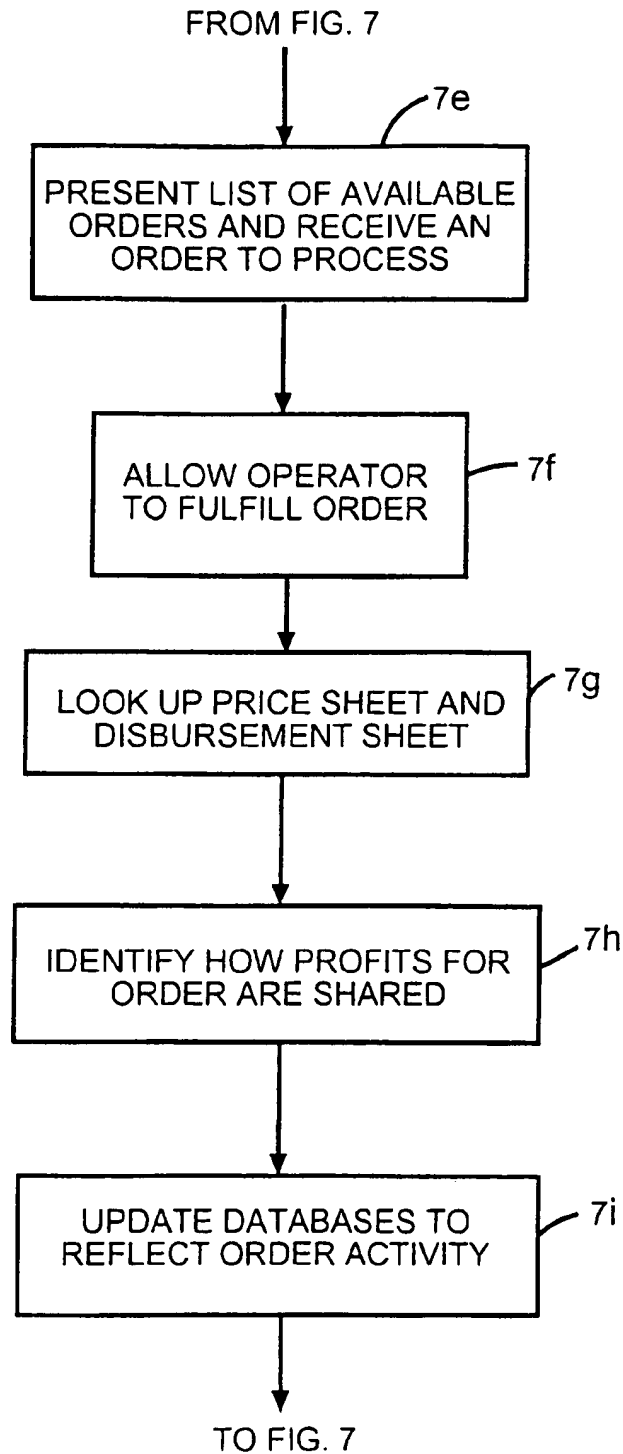 FROM FIG. 7
7e
PRESENT LIST OF AVAILABLE
ORDERS AND RECEIVE AN
ORDER TO PROCESS
7f
ALLOW OPERATOR
TO FULFILL ORDER
7g
LOOK UP PRICE SHEET AND
DISBURSEMENT SHEET
7h
IDENTIFY HOW PROFITS FOR
ORDER ARE SHARED
7i
UPDATE DATABASES TO
REFLECT ORDER ACTIVITY
TO FIG. 7